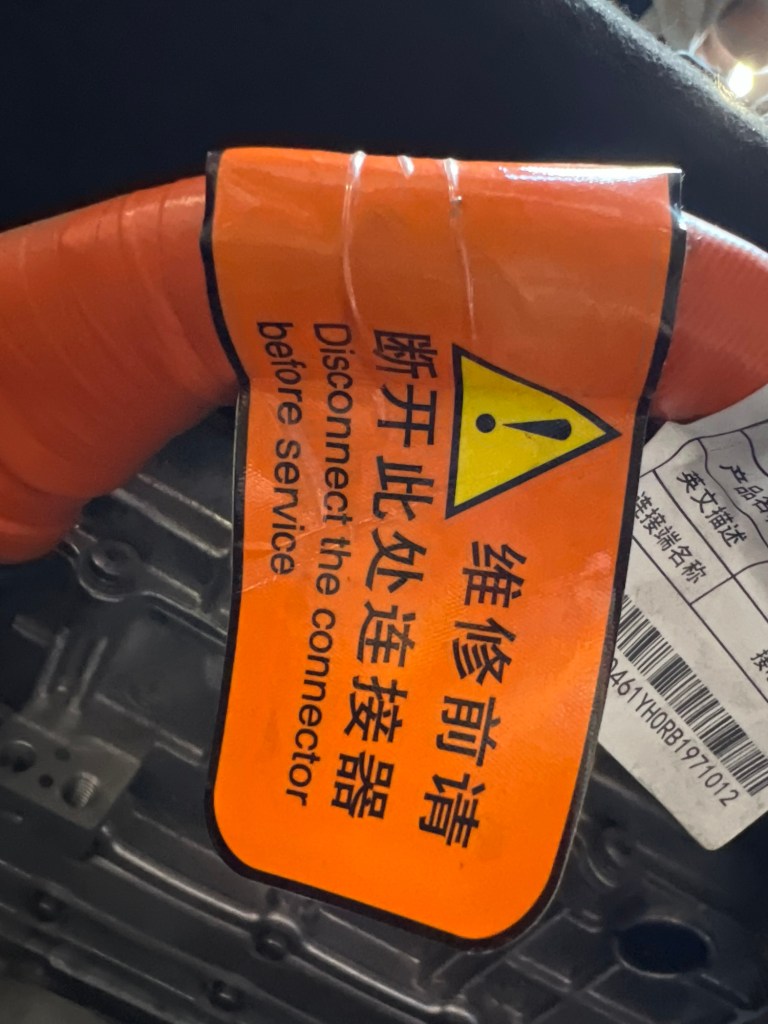 维修前请
断开此处连接器
Disconnect the connector
before service
产品名
英文描述
连接端名称
461YH0RB1971012